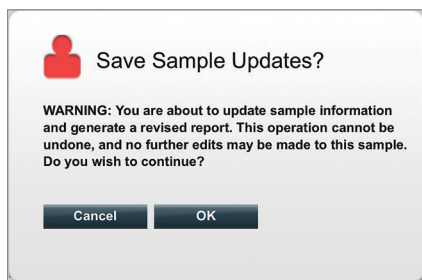 Save Sample Updates?
WARNING: You are about to update sample information
and generate a revised report. This operation cannot be
undone, and no further edits may be made to this sample.
Do you wish to continue?
Cancel OK